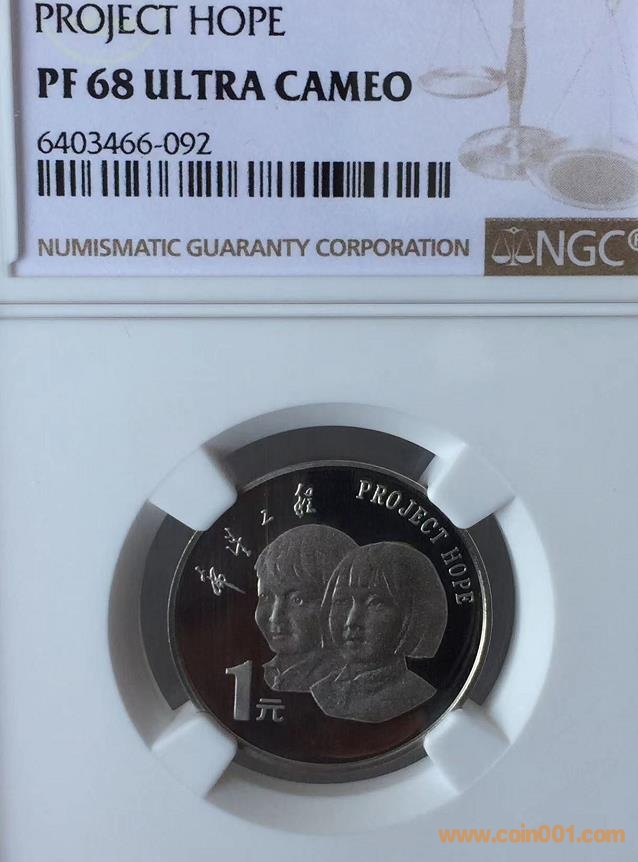 PROJECT HOPE
PF 68 ULTRA CAMEO
6403466-092
NUMISMATIC GUARANTY CORPORATION
NGC®
希望工程
PROJECT HOPE
1元
www.coin001.com